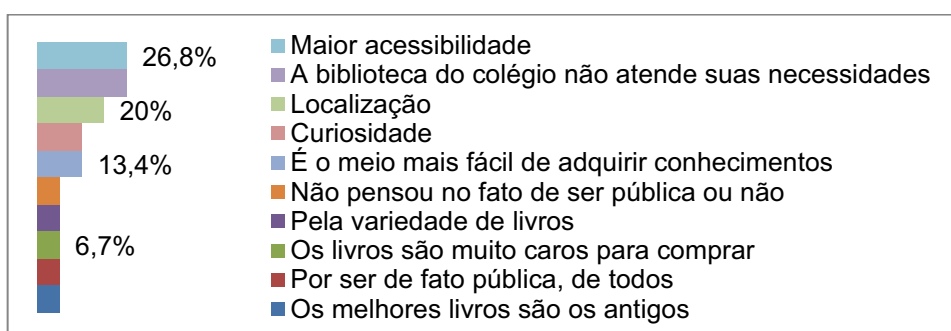 26,8%
20%
13,4%
6,7%
Maior acessibilidade
A biblioteca do colégio não atende suas necessidades
Localização
Curiosidade
É o meio mais fácil de adquirir conhecimentos
Não pensou no fato de ser pública ou não
Pela variedade de livros
Os livros são muito caros para comprar
Por ser de fato pública, de todos
Os melhores livros são os antigos